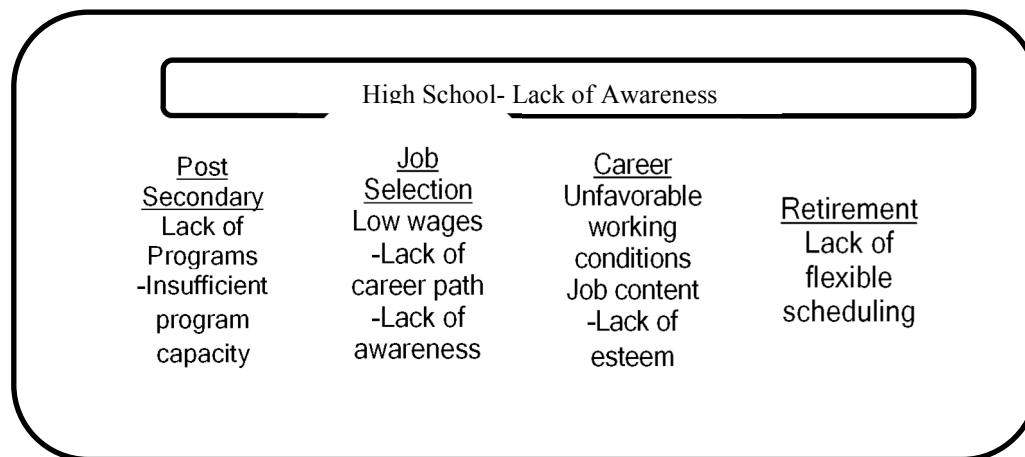 High School- Lack of Awareness
Post
Secondary
Lack of
Programs
-Insufficient
program
capacity
Job
Selection
Low wages
-Lack of
career path
-Lack of
awareness
Career
Unfavorable
working
conditions
Job content
-Lack of
esteem
Retirement
Lack of
flexible
scheduling